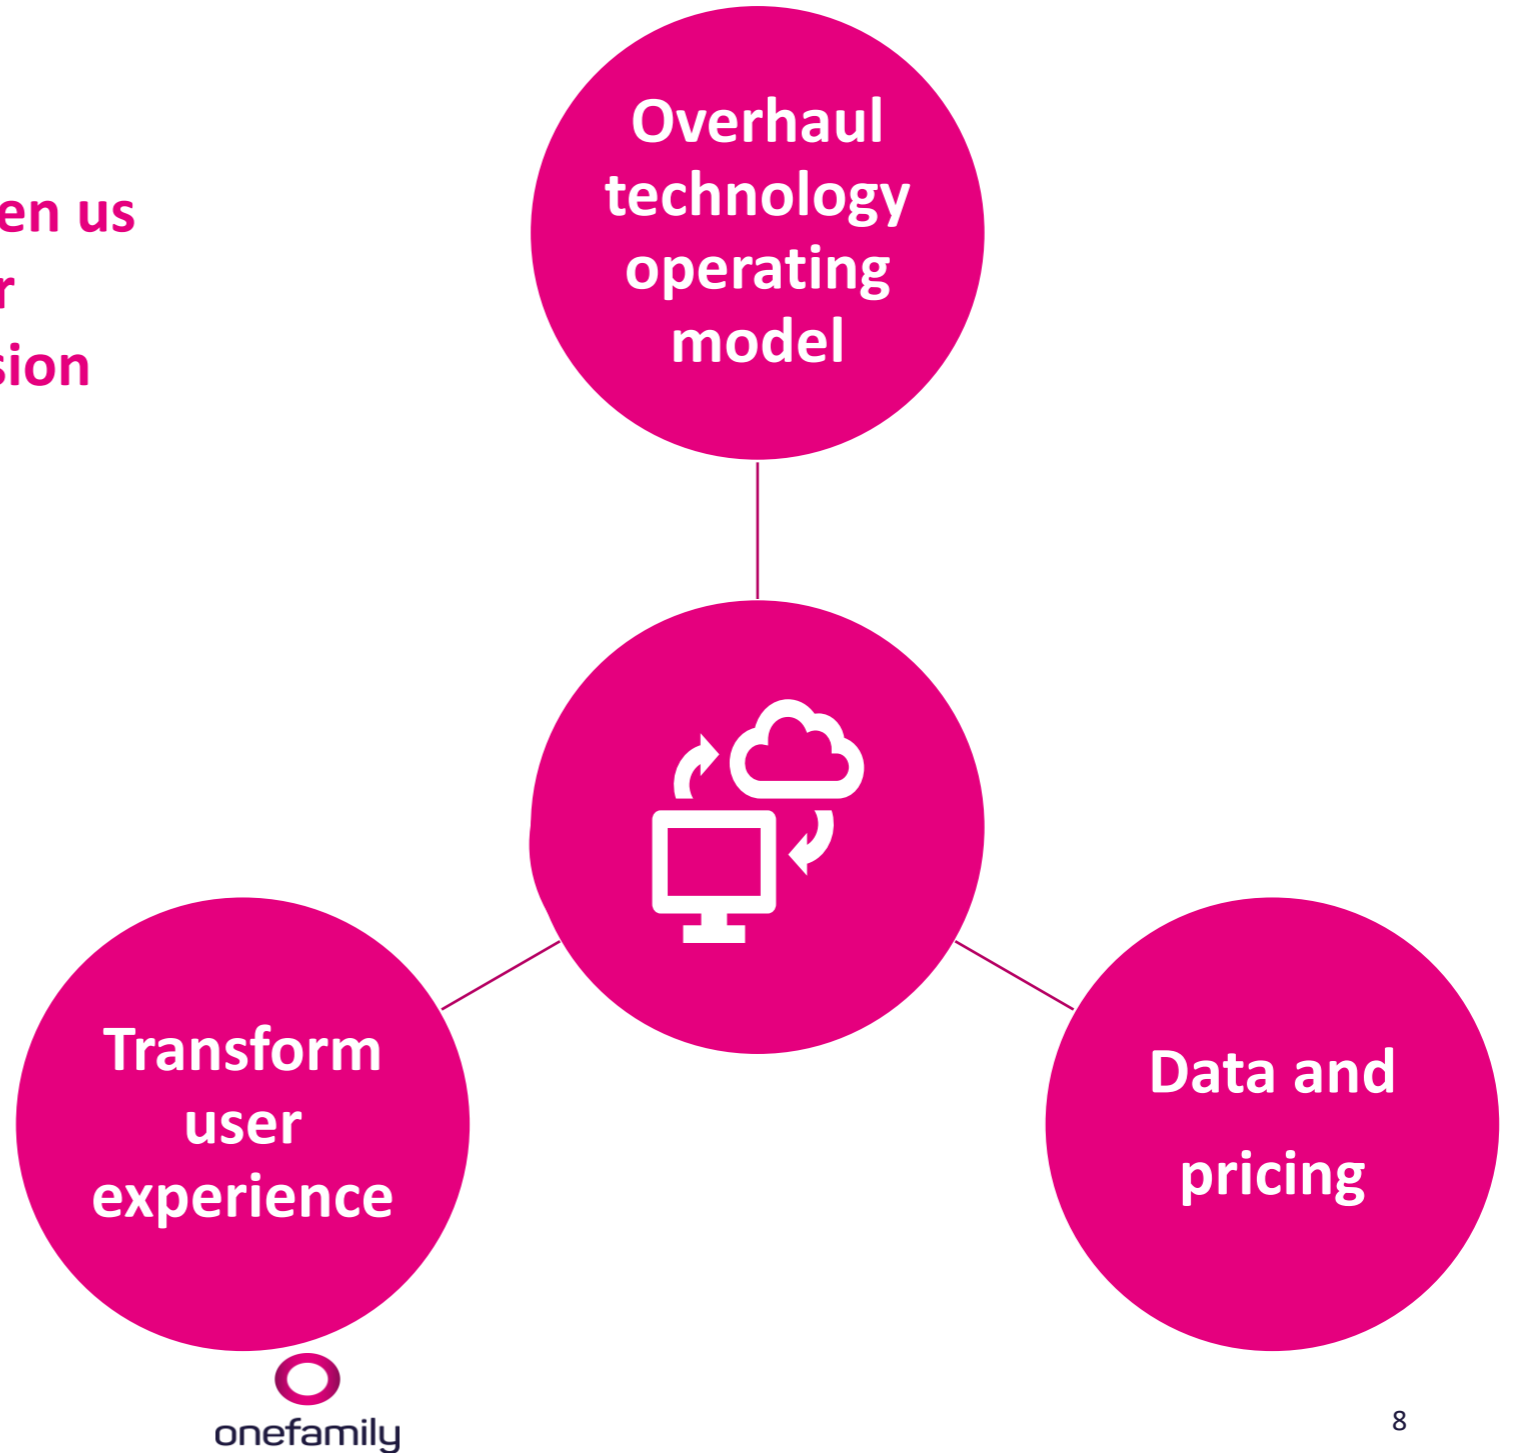 en us
r
sion
Overhaul
technology
operating
model
Transform
user
experience
Data and
pricing
onefamily
8